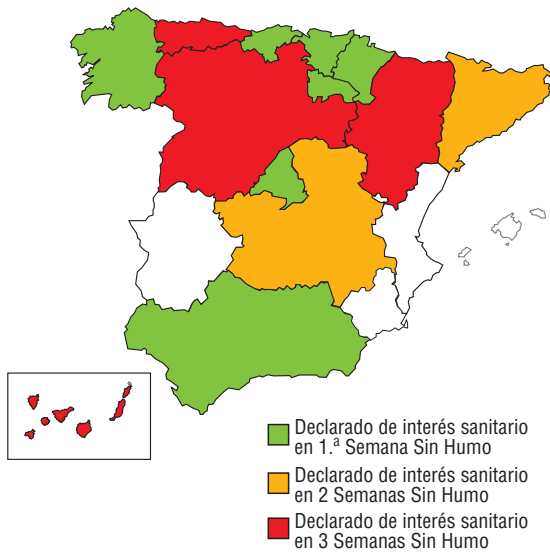 Declarado de interés sanitario
en 1.ª Semana Sin Humo
Declarado de interés sanitario
en 2 Semanas Sin Humo
Declarado de interés sanitario
en 3 Semanas Sin Humo